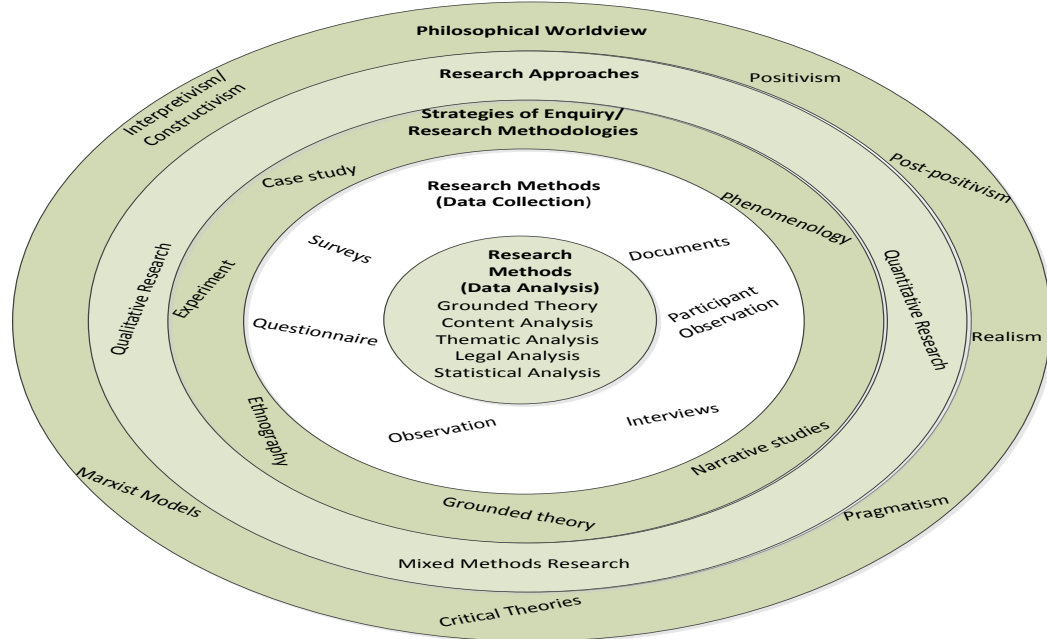 Philosophical Worldview
Interpretivism/
Constructivism
Positivism
Post-positivism
Realism
Pragmatism
Critical Theories
Marxist Models
Research Approaches
Qualitative Research
Quantitative Research
Mixed Methods Research
Strategies of Enquiry/
Research Methodologies
Case study
Phenomenology
Experiment
Ethnography
Grounded theory
Narrative studies
Research Methods
(Data Collection)
Surveys
Documents
Questionnaire
Participant
Observation
Observation
Interviews
Research
Methods
(Data Analysis)
Grounded Theory
Content Analysis
Thematic Analysis
Legal Analysis
Statistical Analysis